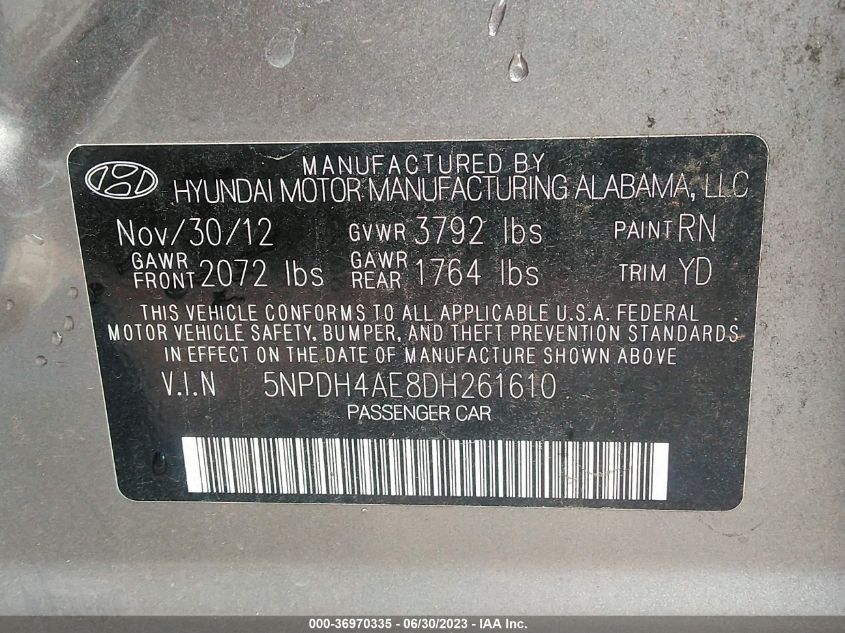 MANUFACTURED BY
HYUNDAI MOTOR MANUFACTURING ALABAMA, LLC
Nov/30/12 GVWR 3792 lbs PAINT RN
GAWR FRONT 2072 lbs GAWR REAR 1764 lbs TRIM YD
THIS VEHICLE CONFORMS TO ALL APPLICABLE U.S.A. FEDERAL
MOTOR VEHICLE SAFETY, BUMPER, AND THEFT PREVENTION STANDARDS
IN EFFECT ON THE DATE OF MANUFACTURE SHOWN ABOVE
V.I.N 5NPDH4AE8DH261610
PASSENGER CAR
000-36970335 - 06/30/2023 - IAA Inc.